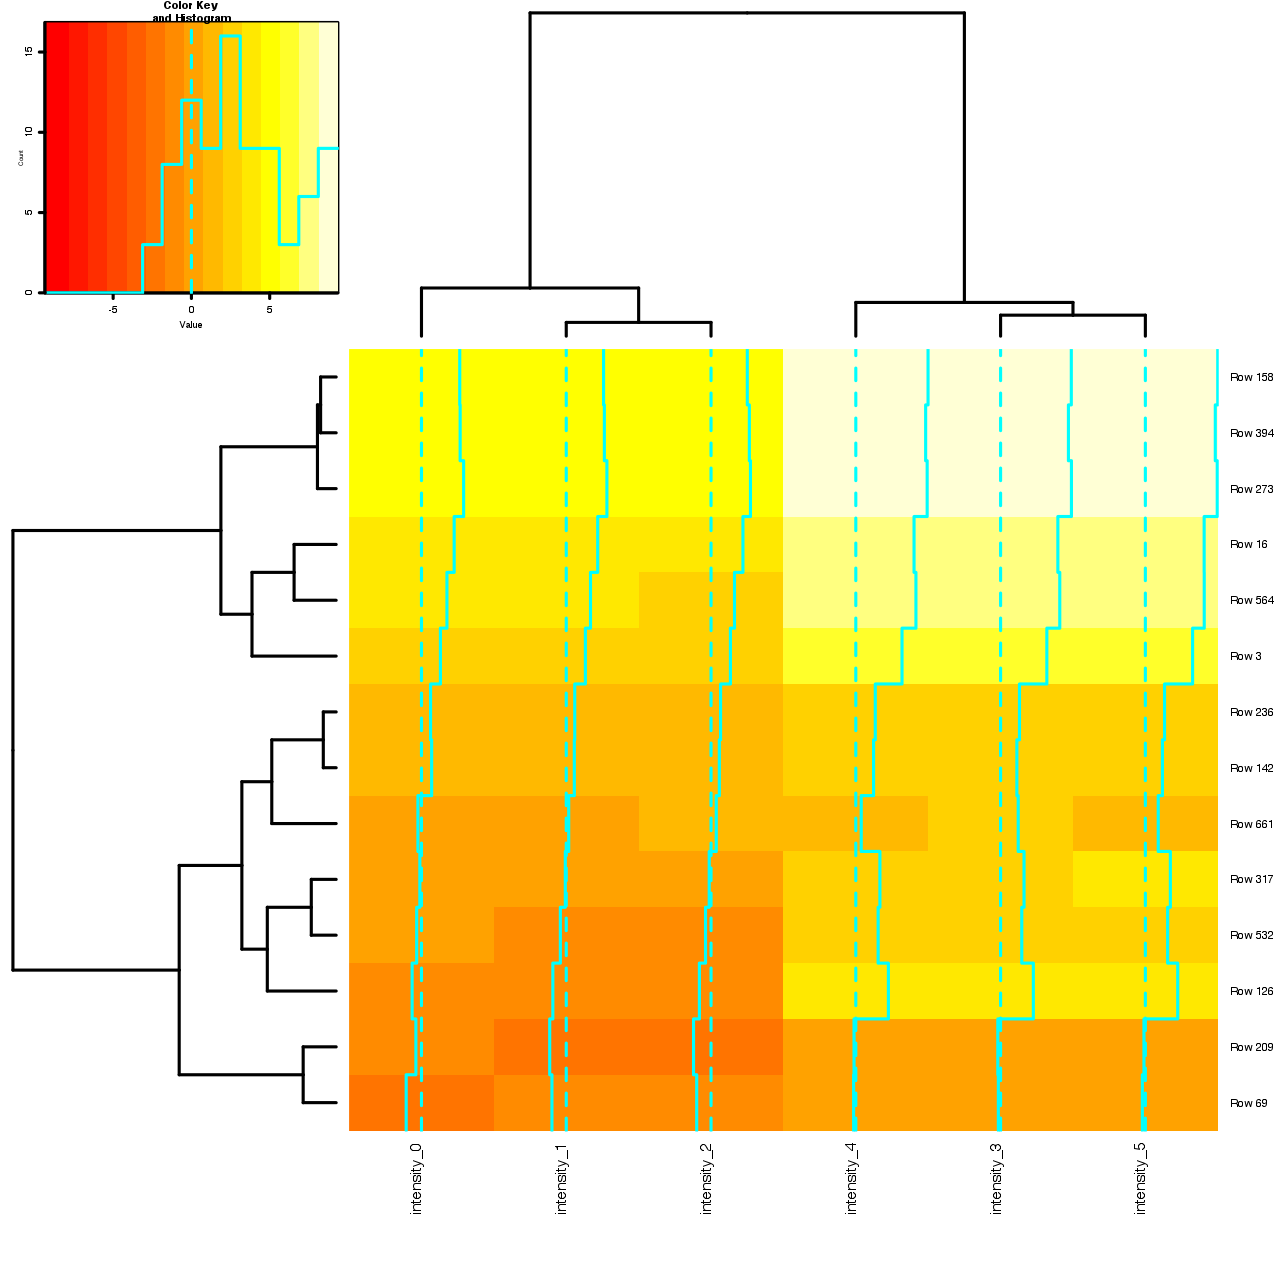 Color Key
and Histogram
Count
0
5
10
15
-5
0
5
Value
Row 158
Row 394
Row 273
Row 16
Row 564
Row 3
Row 236
Row 142
Row 661
Row 317
Row 532
Row 126
Row 209
Row 69
intensity_0
intensity_1
intensity_2
intensity_4
intensity_3
intensity_5